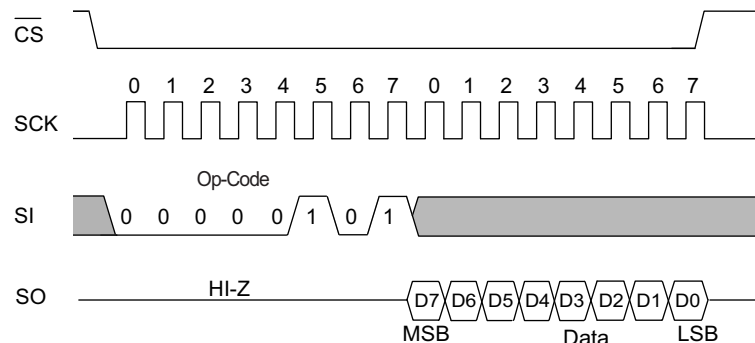 CS
0 1 2 3 4 5 6 7 0 1 2 3 4 5 6 7
SCK
Op-Code
SI 0 0 0 0 0 1 0 1
HI-Z
SO D7 D6 D5 D4 D3 D2 D1 D0
MSB Data LSB